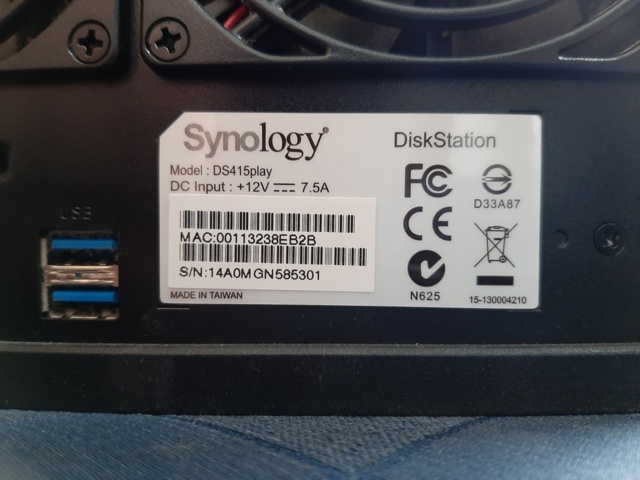 Synology®
DiskStation
Model : DS415play
DC Input : +12V 7.5A
FC
D33A87
CE
MAC:00113238EB2B
S/N:14A0MGN585301
N625
15-130004210
MADE IN TAIWAN
USB